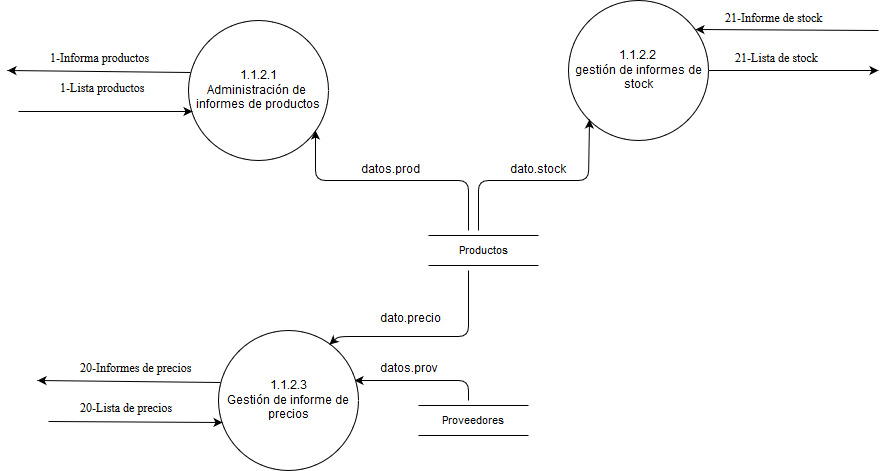 21-Informe de stock
1-Informa productos
1.1.2.1
Administración de
informes de productos
1.1.2.2
gestión de informes de
stock
21-Lista de stock
1-Lista productos
datos.prod
dato.stock
Productos
dato.precio
20-Informes de precios
datos.prov
1.1.2.3
Gestión de informe de
precios
20-Lista de precios
Proveedores